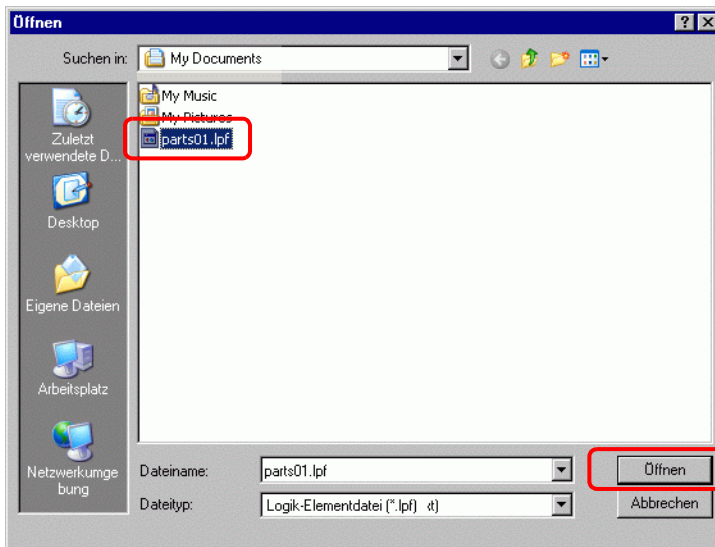 Öffnen
Suchen in:
My Documents
Zuletzt
verwendete D...
Desktop
Eigene Dateien
Arbeitsplatz
Netzwerkumge
bung
My Music
My Pictures
parts01.lpf
Dateiname:
parts01.lpf
Öffnen
Dateityp:
Logik-Elementdatei (*.lpf)
Abbrechen